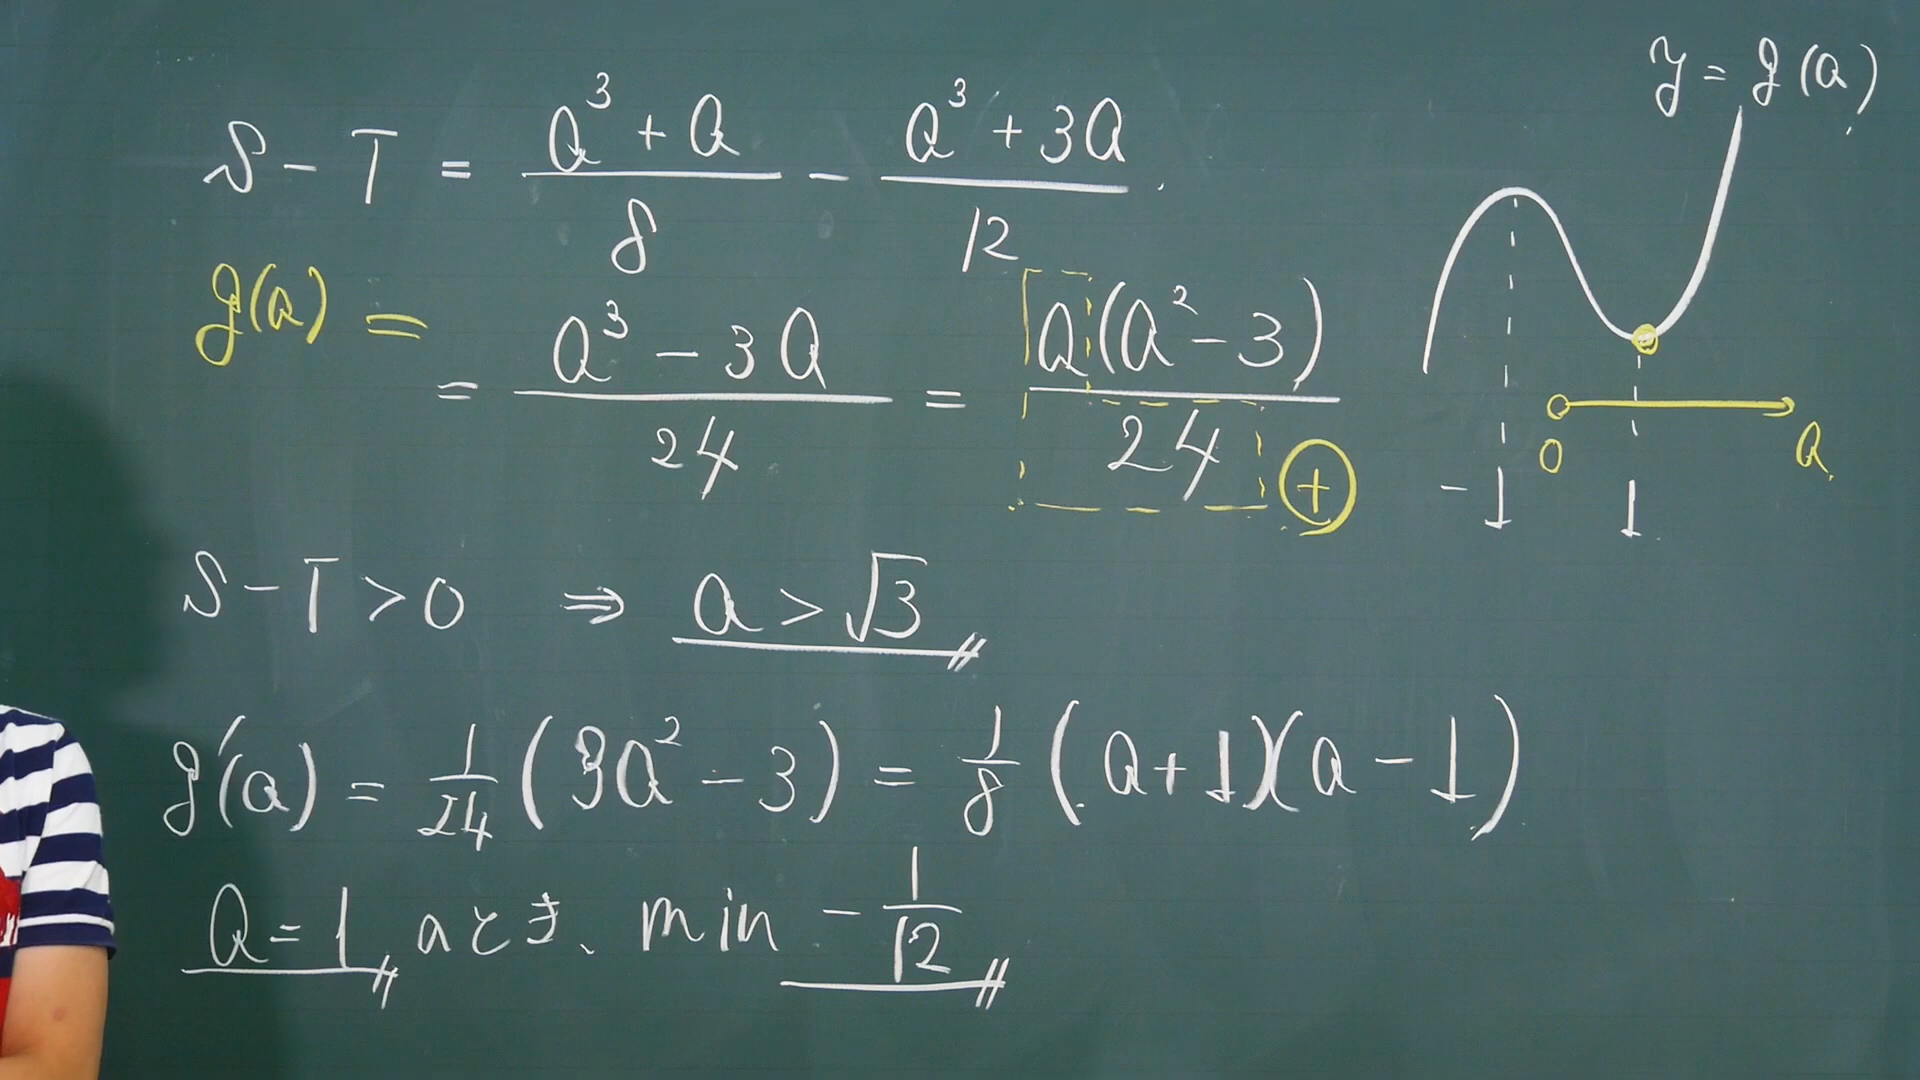 S - T = (a³ + a)/8 - (a³ + 3a)/12
g(a) = = (a³ - 3a)/24 = a(a² - 3)/24 ⊕
S - T > 0 ⇒ a > √3
g'(a) = 1/24 (3a² - 3) = 1/8 (a + 1)(a - 1)
a = 1 のとき、 min - 1/12
y = g(a)
0 a
-1 1